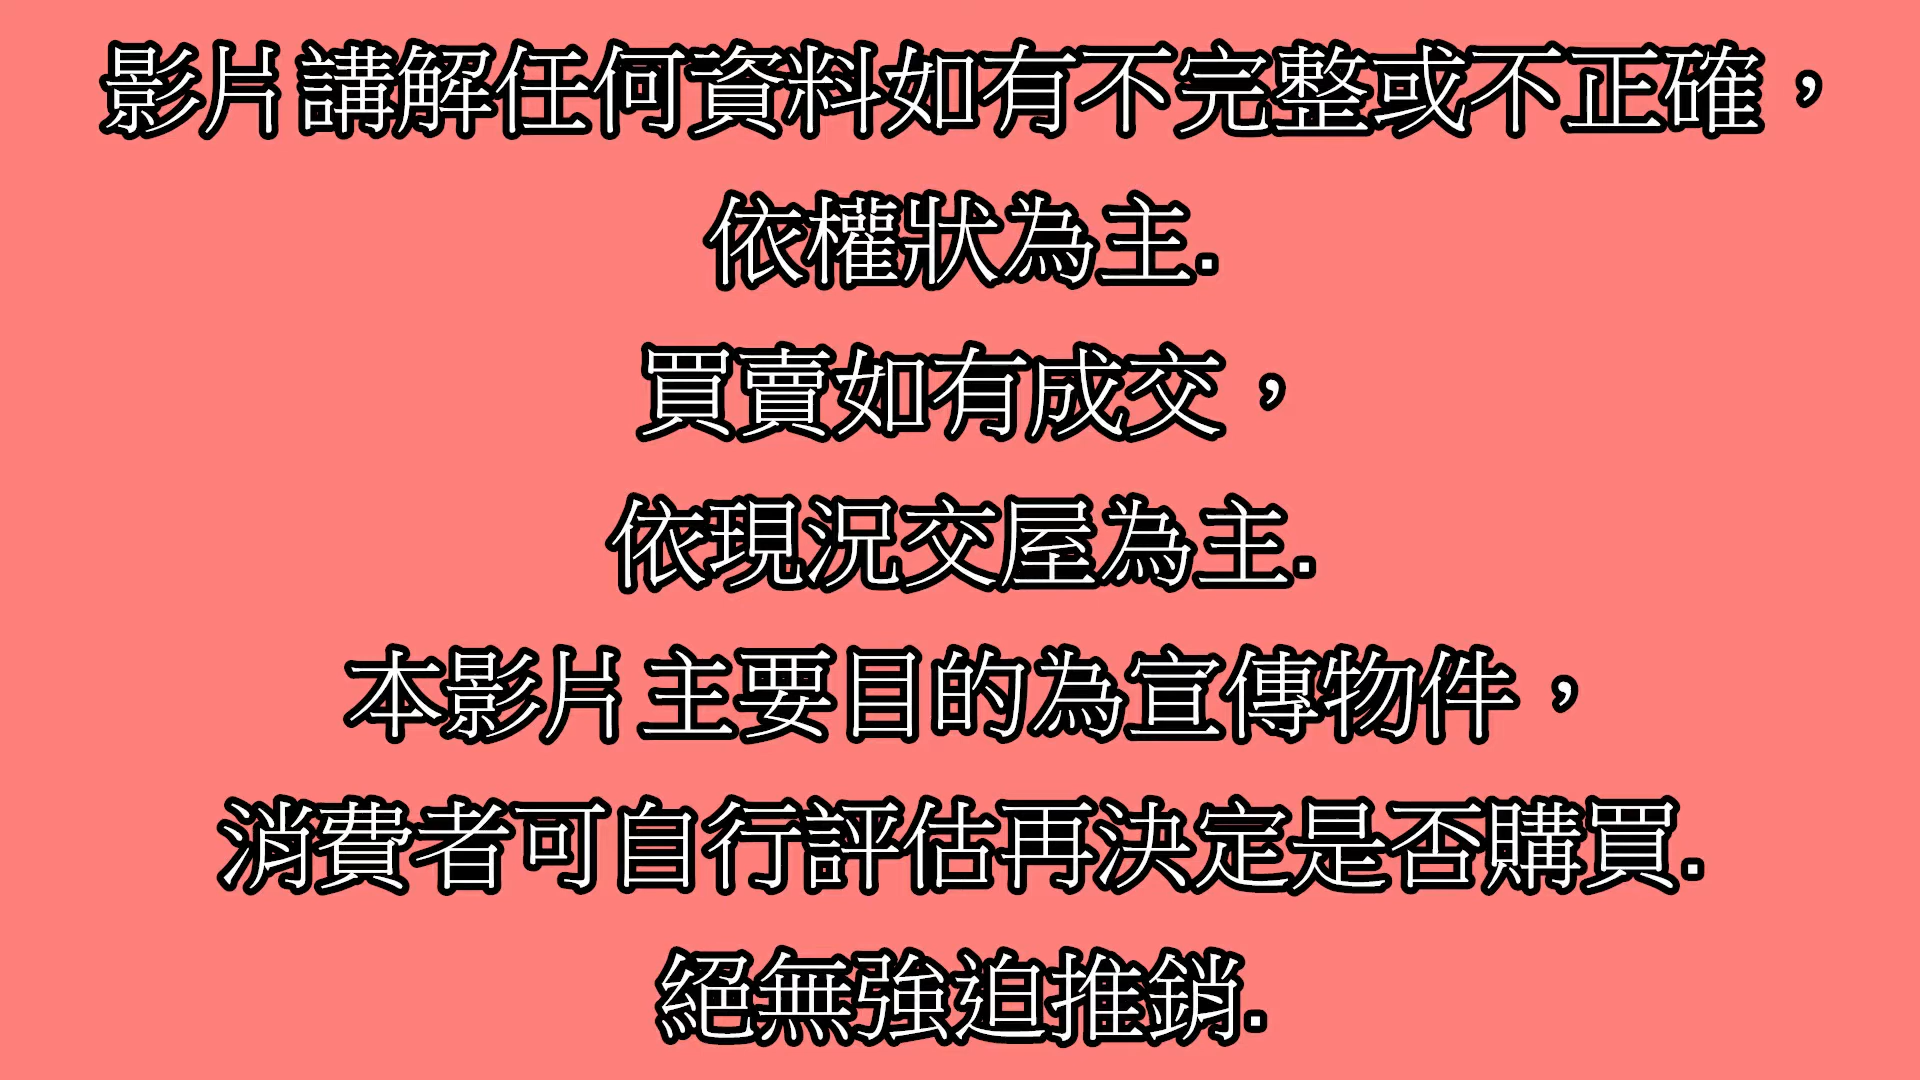 影片講解任何資料如有不完整或不正確，
依權狀為主.
買賣如有成交，
依現況交屋為主.
本影片主要目的為宣傳物件，
消費者可自行評估再決定是否購買.
絕無強迫推銷.